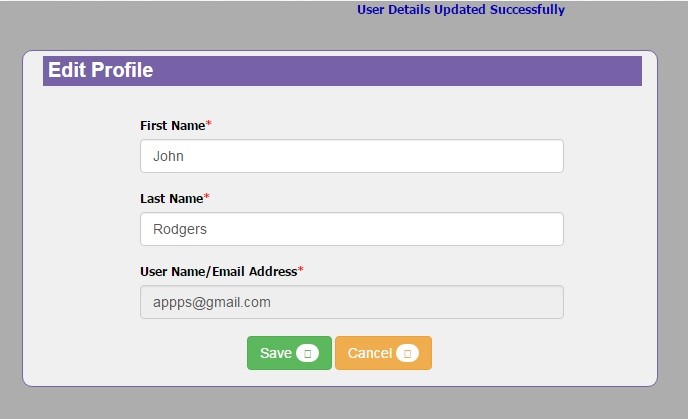 User Details Updated Successfully
Edit Profile
First Name*
John
Last Name*
Rodgers
User Name/Email Address*
appps@gmail.com
Save
Cancel